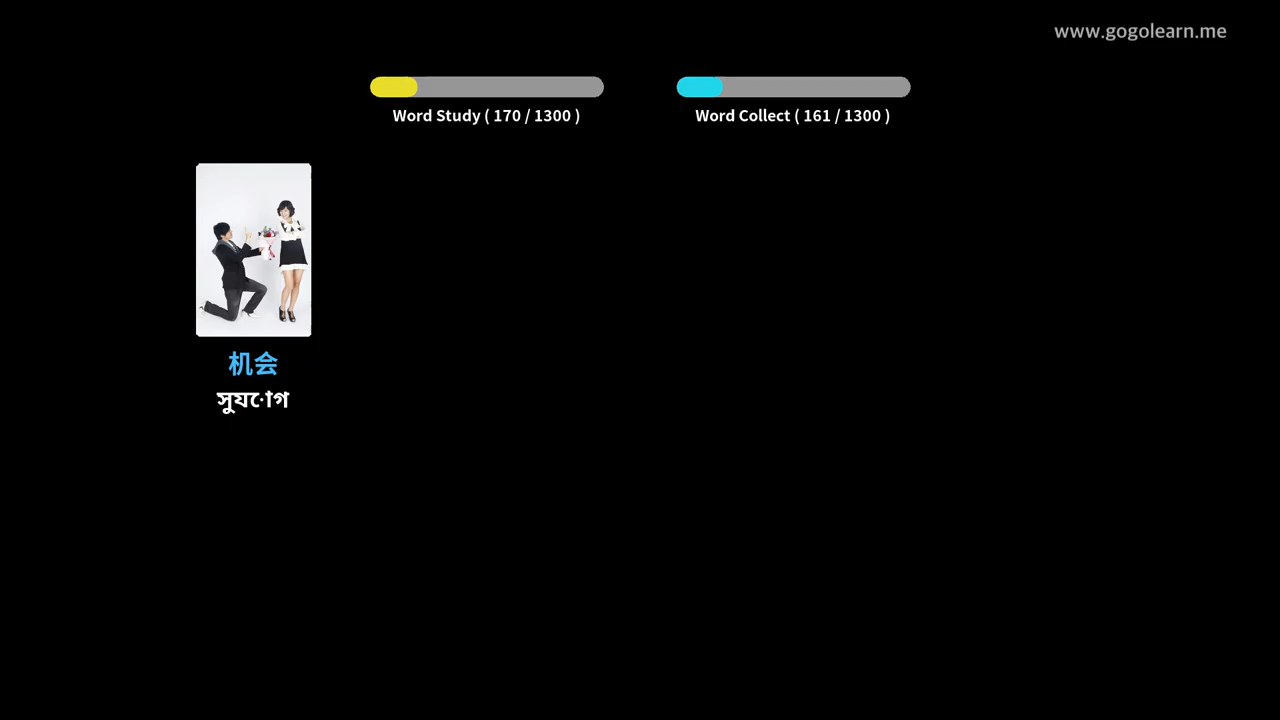 www.gogolearn.me
Word Study ( 170 / 1300 )
Word Collect ( 161 / 1300 )
机会
সুযোগ